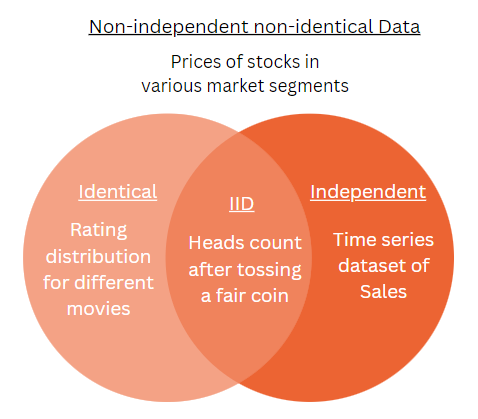 Non-independent non-identical Data
Prices of stocks in
various market segments
Identical
Rating
distribution
for different
movies
IID
Heads count
after tossing
a fair coin
Independent
Time series
dataset of
Sales